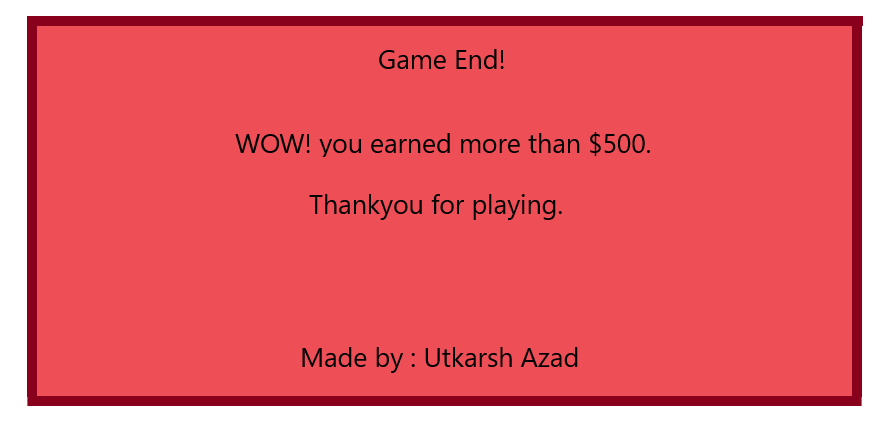 Game End!
WOW! you earned more than $500.
Thankyou for playing.
Made by : Utkarsh Azad